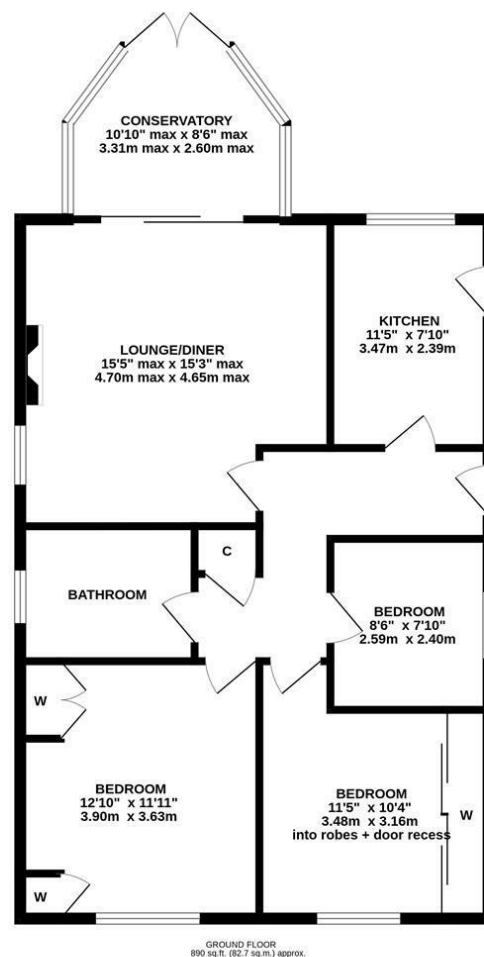 CONSERVATORY
10'10" max x 8'6" max
3.31m max x 2.60m max
KITCHEN
11'5" x 7'10"
3.47m x 2.39m
LOUNGE/DINER
15'5" max x 15'3" max
4.70m max x 4.65m max
C
BATHROOM
BEDROOM
8'6" x 7'10"
2.59m x 2.40m
W
BEDROOM
12'10" x 11'11"
3.90m x 3.63m
W
BEDROOM
11'5" x 10'4"
3.48m x 3.16m
into robes + door recess
W
GROUND FLOOR
890 sq.ft. (82.7 sq.m.) approx.